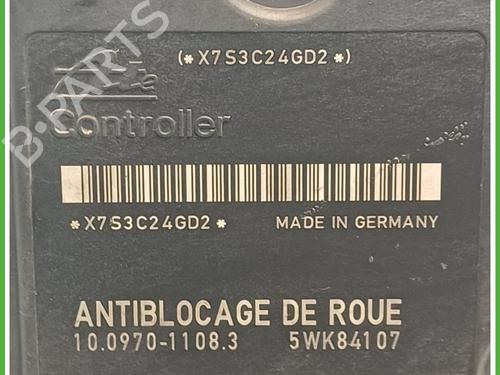 (*X7S3C24GD2*)
B-PARTS
Controller
*X7S3C24GD2*
MADE IN GERMANY
ANTIBLOCAGE DE ROUE
10.0970-1108.3 5WK84107